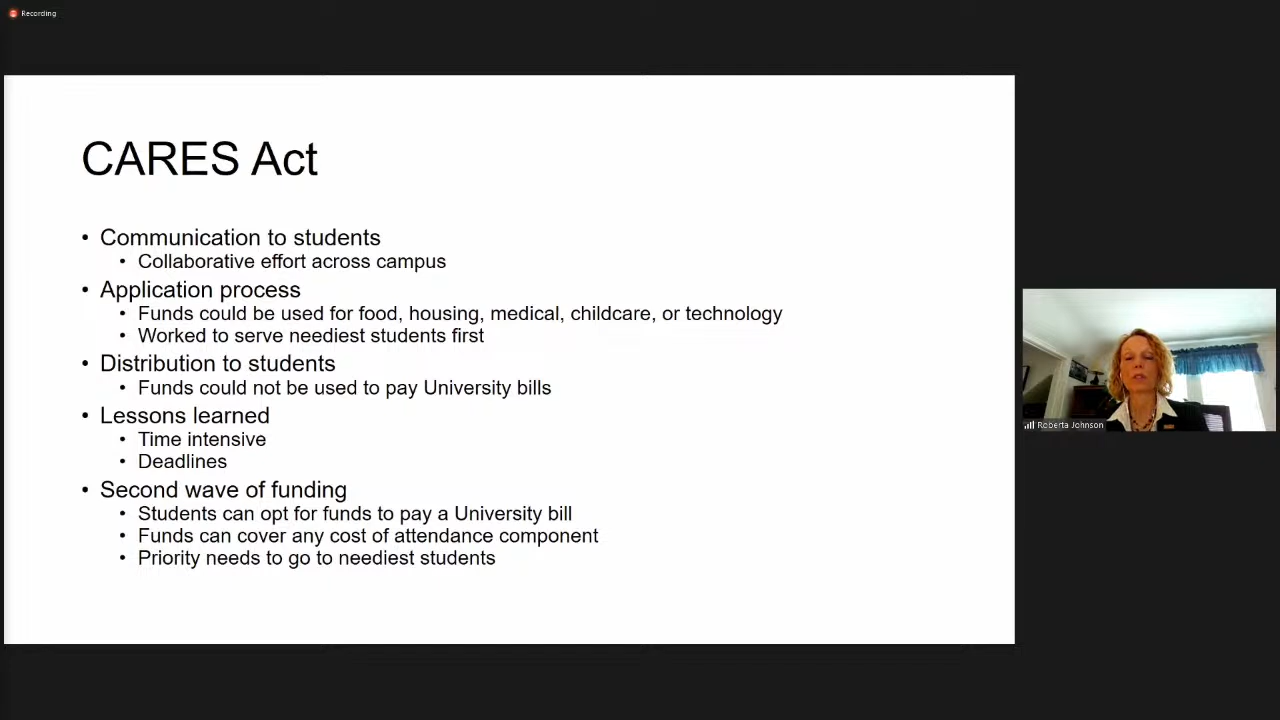 Recording
CARES Act
• Communication to students
• Collaborative effort across campus
• Application process
• Funds could be used for food, housing, medical, childcare, or technology
• Worked to serve neediest students first
• Distribution to students
• Funds could not be used to pay University bills
• Lessons learned
• Time intensive
• Deadlines
• Second wave of funding
• Students can opt for funds to pay a University bill
• Funds can cover any cost of attendance component
• Priority needs to go to neediest students
Roberta Johnson